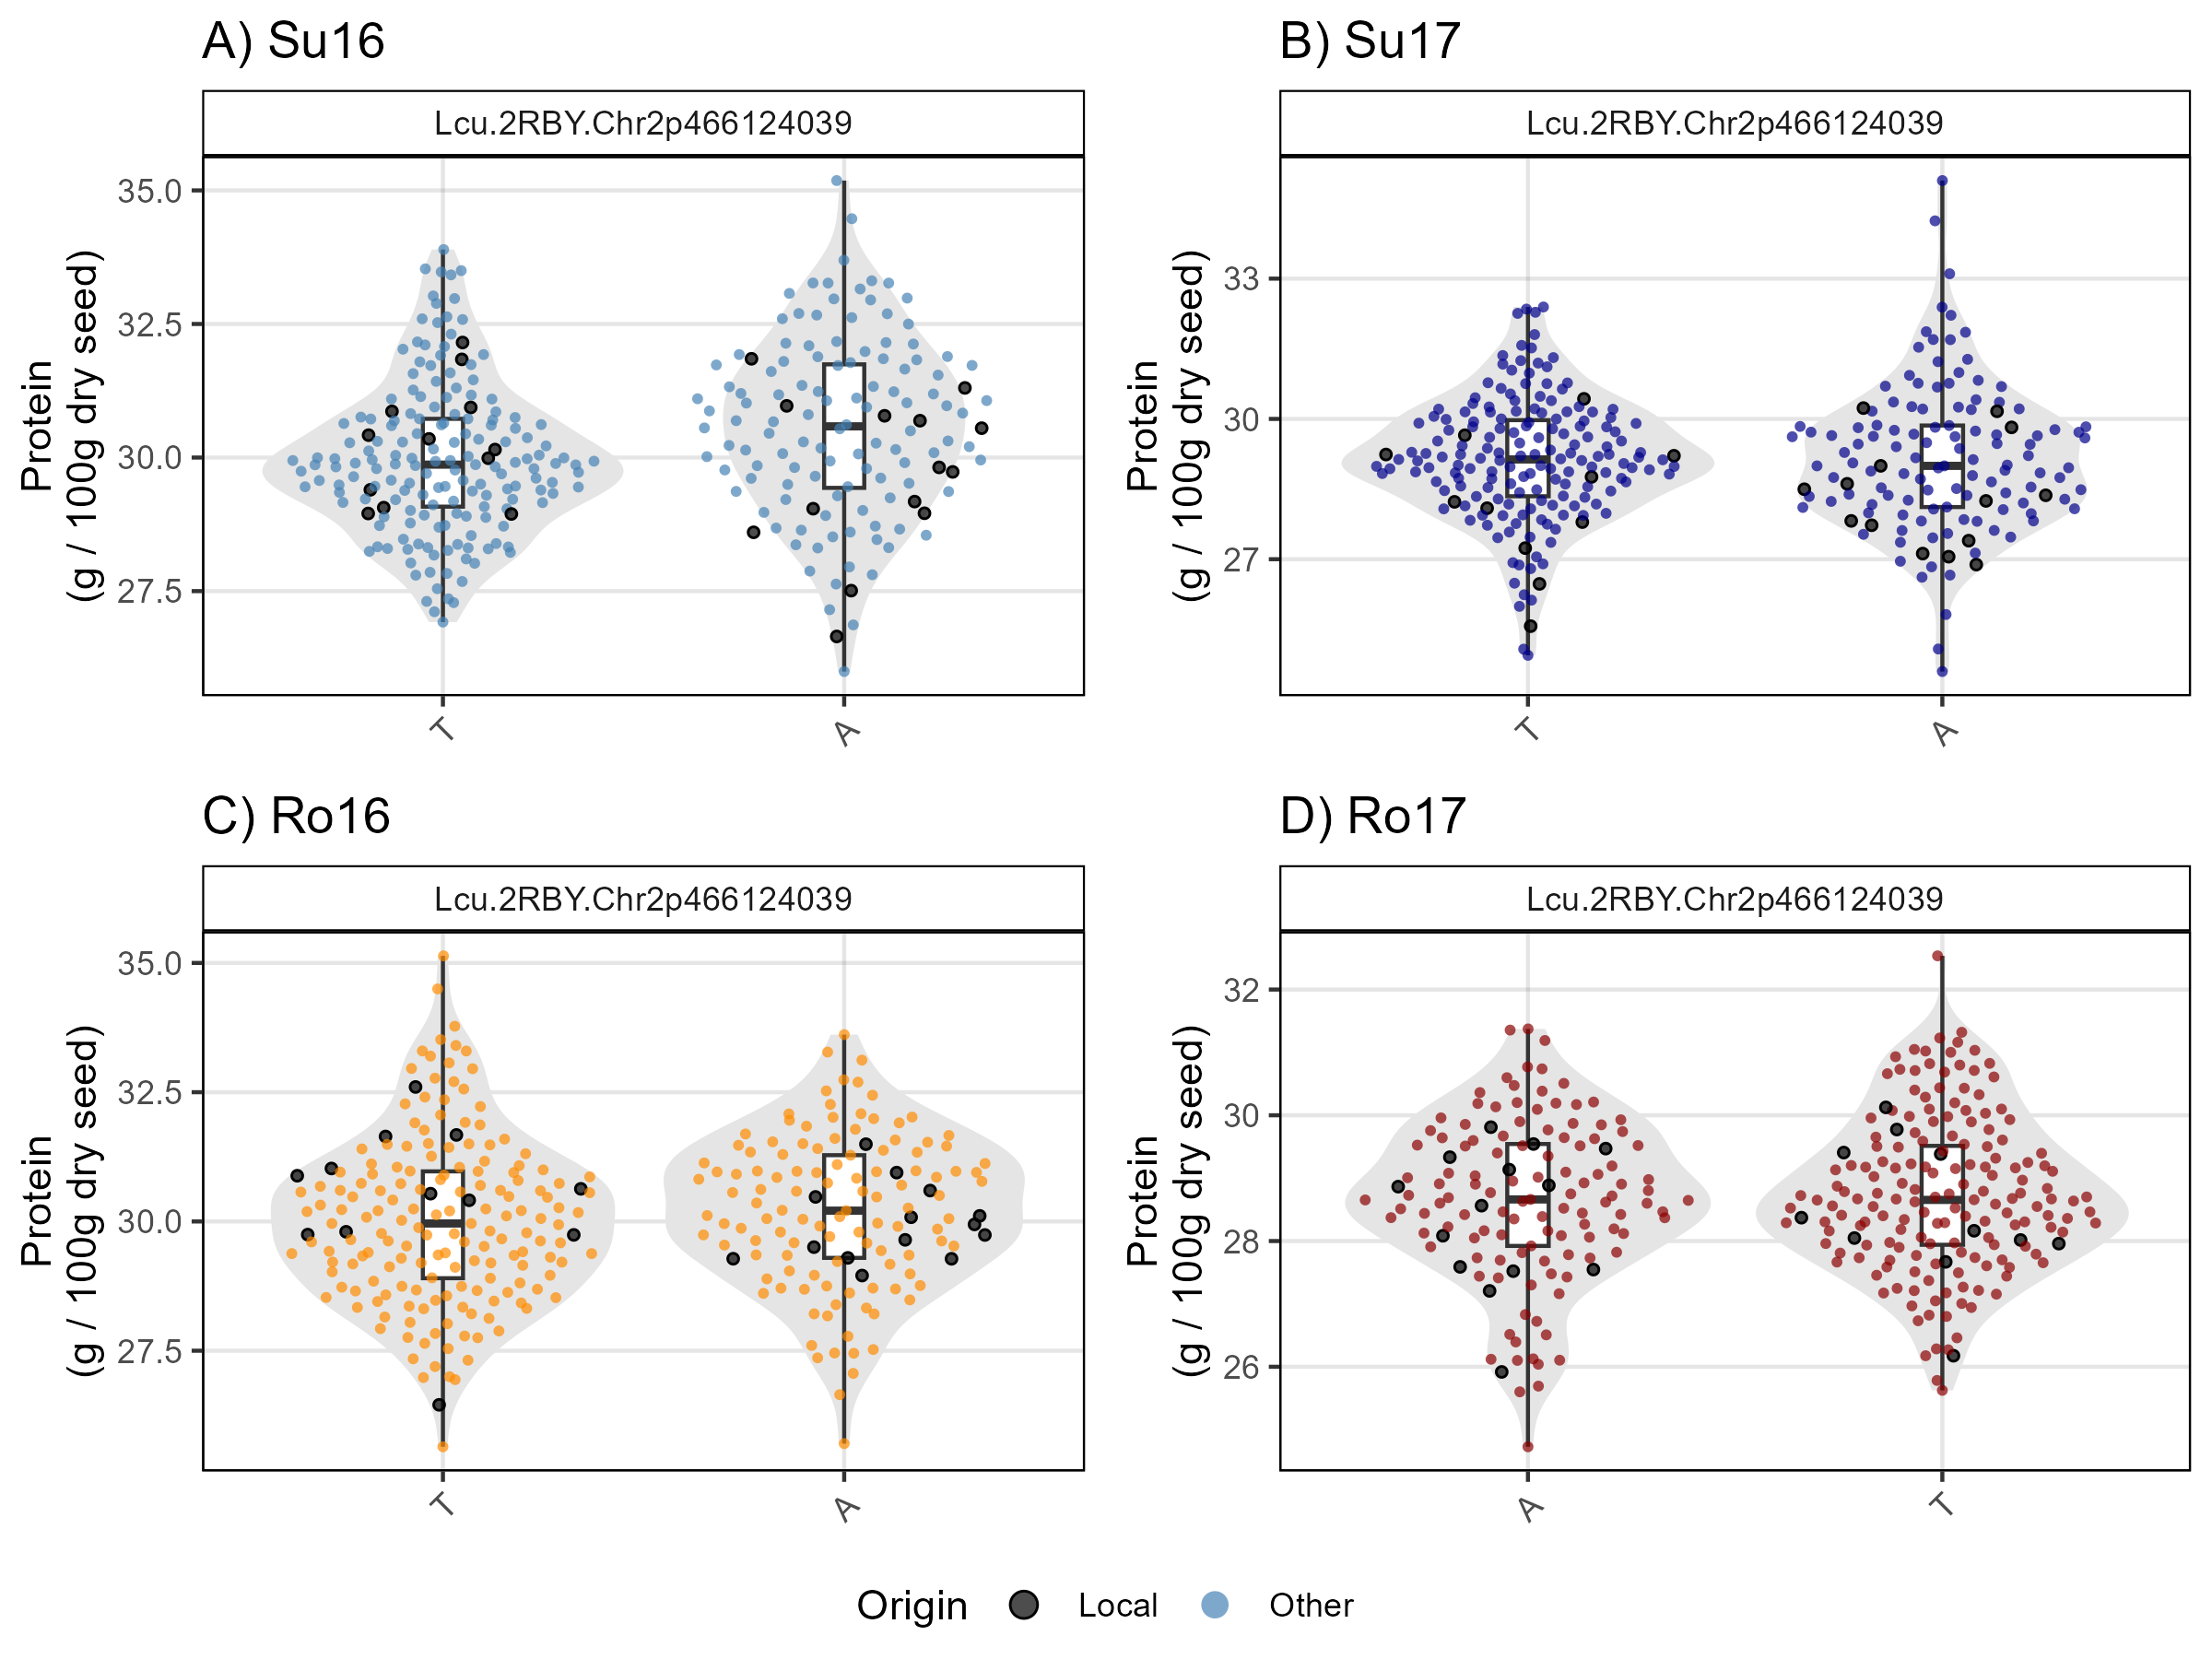 A) Su16
Lcu.2RBY.Chr2p466124039
Protein
(g / 100g dry seed)
35.0
32.5
30.0
27.5
T
A
B) Su17
Lcu.2RBY.Chr2p466124039
Protein
(g / 100g dry seed)
33
30
27
T
A
C) Ro16
Lcu.2RBY.Chr2p466124039
Protein
(g / 100g dry seed)
35.0
32.5
30.0
27.5
T
A
D) Ro17
Lcu.2RBY.Chr2p466124039
Protein
(g / 100g dry seed)
32
30
28
26
A
T
Origin Local Other